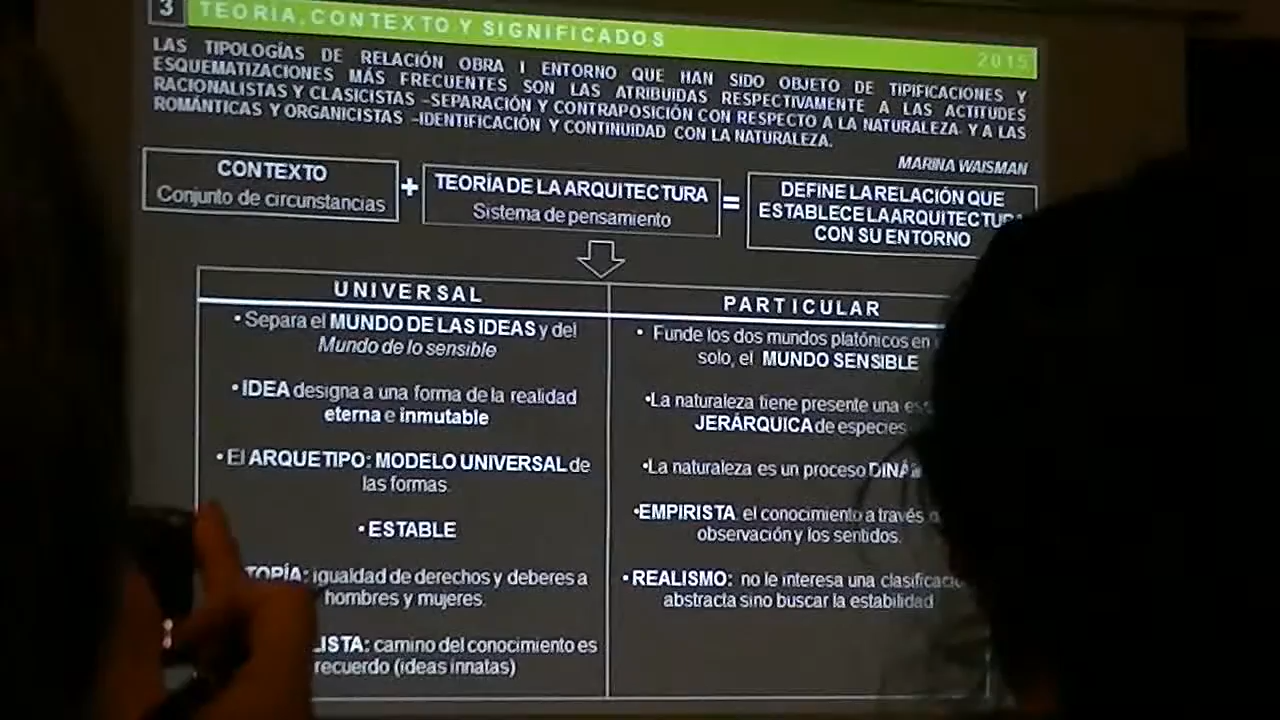 3 TEORÍA, CONTEXTO Y SIGNIFICADOS
2015
LAS TIPOLOGÍAS DE RELACIÓN OBRA I ENTORNO QUE HAN SIDO OBJETO DE TIPIFICACIONES Y
ESQUEMATIZACIONES MÁS FRECUENTES SON LAS ATRIBUIDAS RESPECTIVAMENTE A LAS ACTITUDES
RACIONALISTAS Y CLASICISTAS –SEPARACIÓN Y CONTRAPOSICIÓN CON RESPECTO A LA NATURALEZA- Y A LAS
ROMÁNTICAS Y ORGANICISTAS –IDENTIFICACIÓN Y CONTINUIDAD CON LA NATURALEZA.
MARINA WAISMAN
CONTEXTO
Conjunto de circunstancias
+
TEORÍA DE LA ARQUITECTURA
Sistema de pensamiento
=
DEFINE LA RELACIÓN QUE
ESTABLECE LA ARQUITECTURA
CON SU ENTORNO
UNIVERSAL
• Separa el MUNDO DE LAS IDEAS y del
Mundo de lo sensible
• IDEA designa a una forma de la realidad
eterna e inmutable
• El ARQUETIPO: MODELO UNIVERSAL de
las formas.
• ESTABLE
TOPÍA: igualdad de derechos y deberes a
hombres y mujeres.
LISTA: camino del conocimiento es
recuerdo (ideas innatas)
PARTICULAR
• Funde los dos mundos platónicos en
solo, el MUNDO SENSIBLE
•La naturaleza tiene presente una
JERÁRQUICA de especies
•La naturaleza es un proceso DINÁ
•EMPIRISTA: el conocimiento a través
observación y los sentidos.
• REALISMO: no le interesa una clasificació
abstracta sino buscar la estabilidad